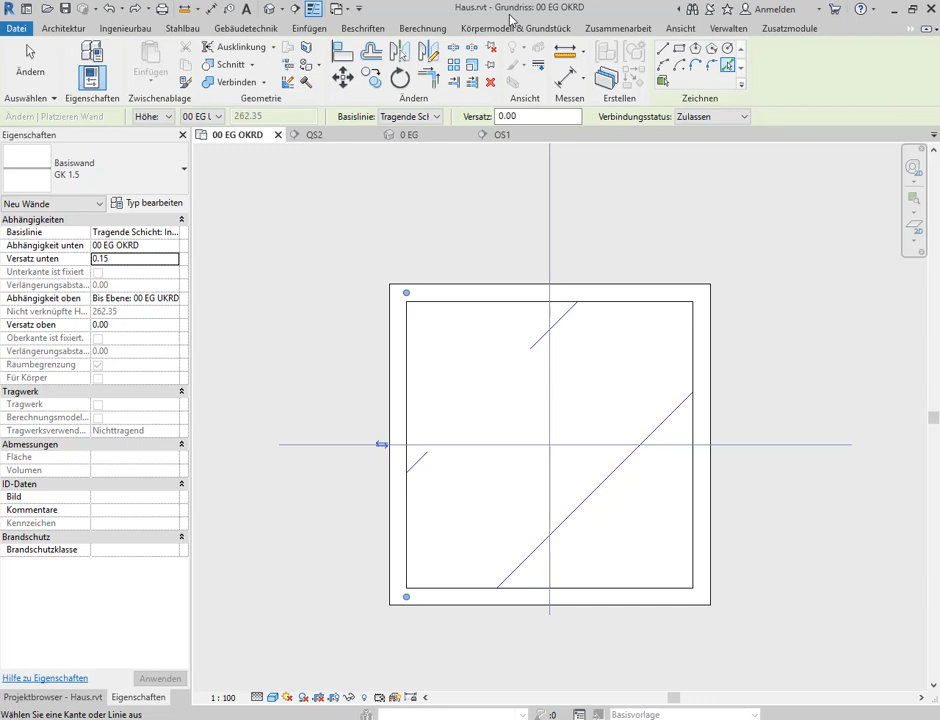 Haus.rvt - Grundriss: 00 EG OKRD
Anmelden
Datei Architektur Ingenieurbau Stahlbau Gebäudetechnik Einfügen Beschriften Berechnung Körpermodell & Grundstück Zusammenarbeit Ansicht Verwalten Zusatzmodule
Ändern
Einfügen
Ausklinkung
Schnitt
Verbinden
Auswählen Eigenschaften Zwischenablage Geometrie Ändern Ansicht Messen Erstellen Zeichnen
Ändern | Platzieren Wand Höhe: 00 EG U 262.35 Basislinie: Tragende Sch Versatz: 0.00 Verbindungsstatus: Zulassen
00 EG OKRD QS2 0 EG OS1
Eigenschaften
Basiswand
GK 1.5
Neue Wände Typ bearbeiten
Abhängigkeiten
Basislinie Tragende Schicht: In...
Abhängigkeit unten 00 EG OKRD
Versatz unten 0.15
Unterkante ist fixiert
Verlängerungsabsta... 0.00
Abhängigkeit oben Bis Ebene: 00 EG UKRD
Nicht verknüpfte H... 262.35
Versatz oben 0.00
Oberkante ist fixiert.
Verlängerungsabsta... 0.00
Raumbegrenzung
Für Körper
Tragwerk
Tragwerk
Berechnungsmodel...
Tragwerksverwend... Nichttragend
Abmessungen
Fläche
Volumen
ID-Daten
Bild
Kommentare
Kennzeichen
Brandschutz
Brandschutzklasse
Hilfe zu Eigenschaften Anwenden
Projektbrowser - Haus.rvt Eigenschaften
1 : 100
Wählen Sie eine Kante oder Linie aus
:0
Basisvorlage
2D
2D